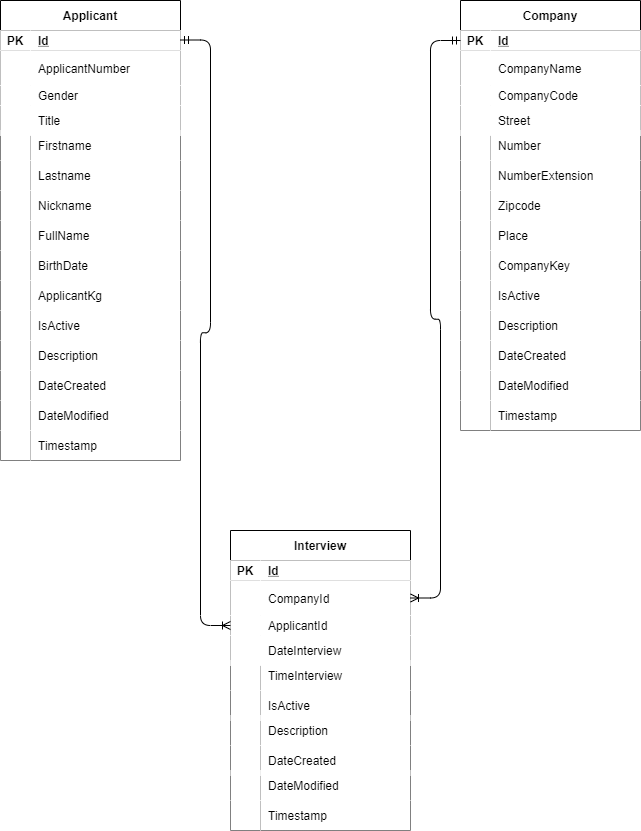 Applicant
PK Id
ApplicantNumber
Gender
Title
Firstname
Lastname
Nickname
FullName
BirthDate
ApplicantKg
IsActive
Description
DateCreated
DateModified
Timestamp
Company
PK Id
CompanyName
CompanyCode
Street
Number
NumberExtension
Zipcode
Place
CompanyKey
IsActive
Description
DateCreated
DateModified
Timestamp
Interview
PK Id
CompanyId
ApplicantId
DateInterview
TimeInterview
IsActive
Description
DateCreated
DateModified
Timestamp